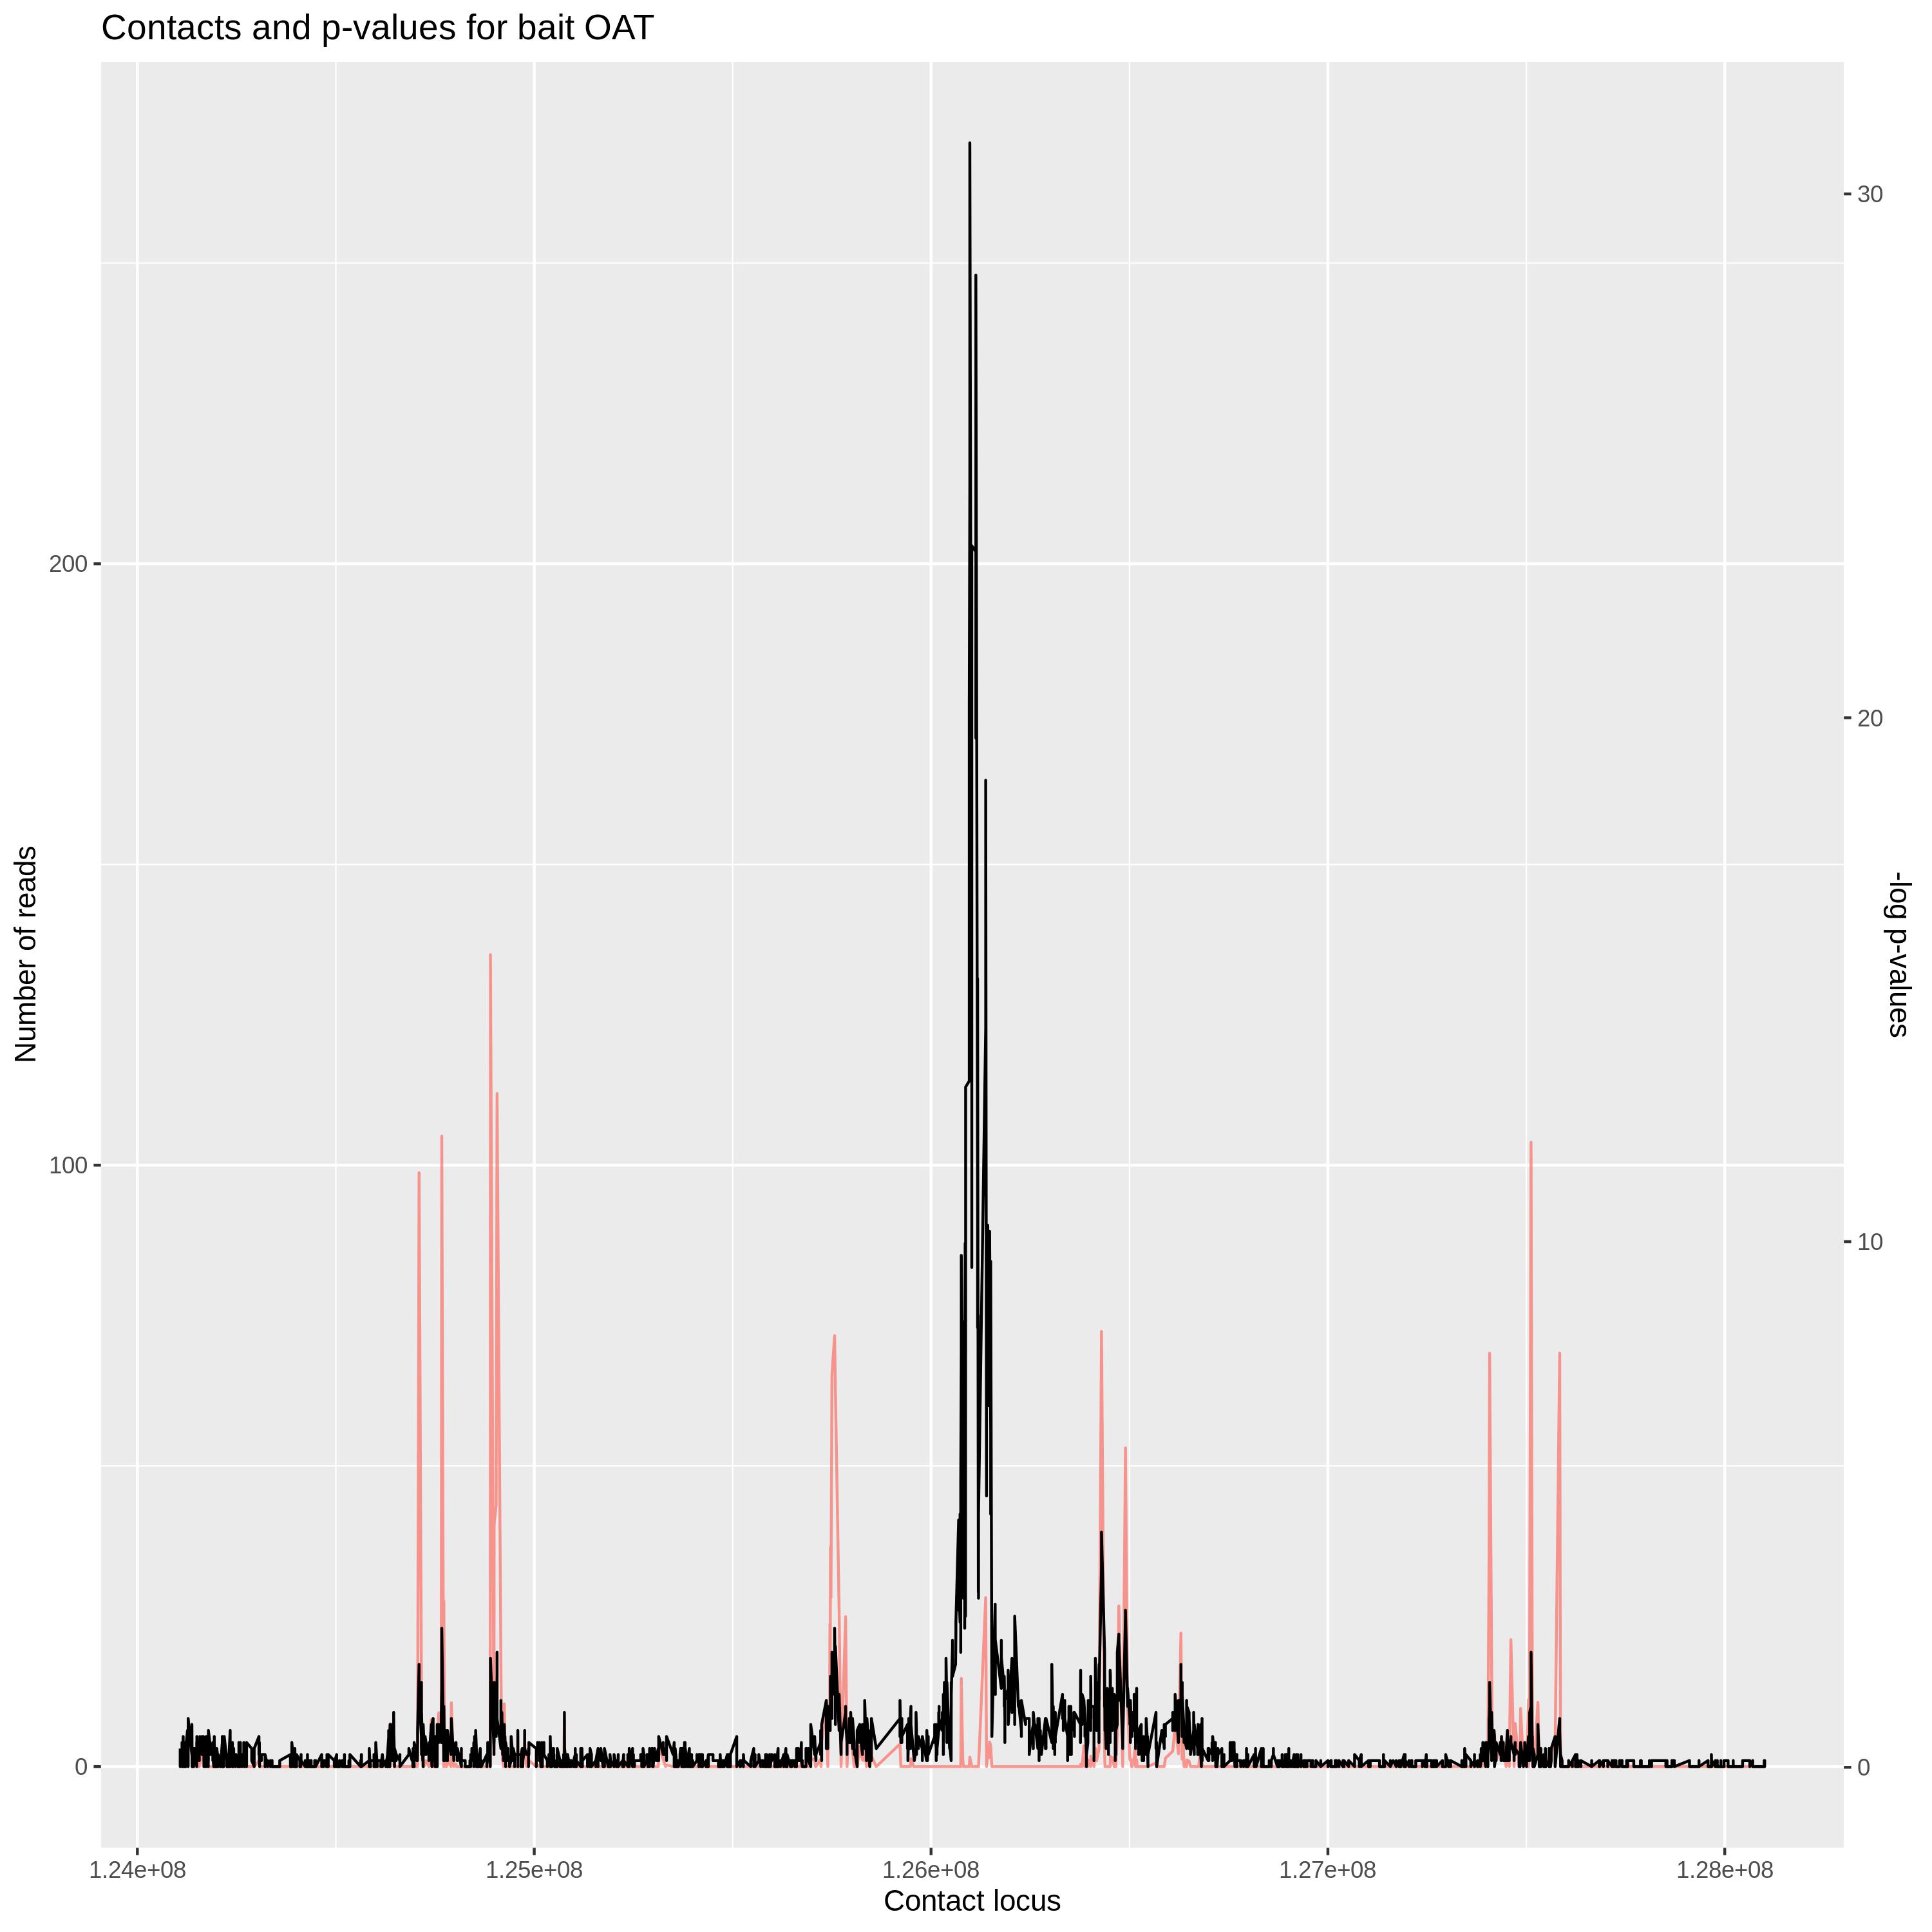 Contacts and p-values for bait OAT
30
200
20
Number of reads
-log p-values
100
10
0
0
1.24e+08
1.25e+08
1.26e+08
1.27e+08
1.28e+08
Contact locus